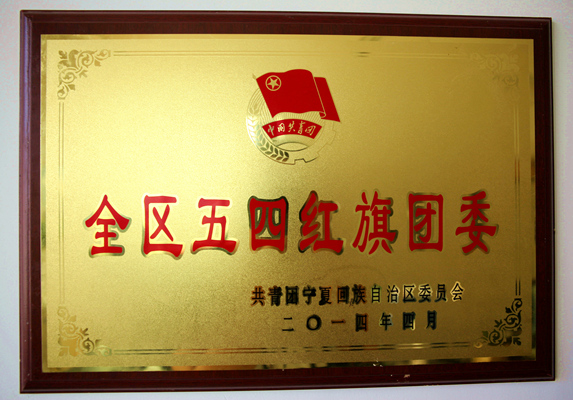 中国共青团
全区五四红旗团委
共青团宁夏回族自治区委员会
二〇一四年四月